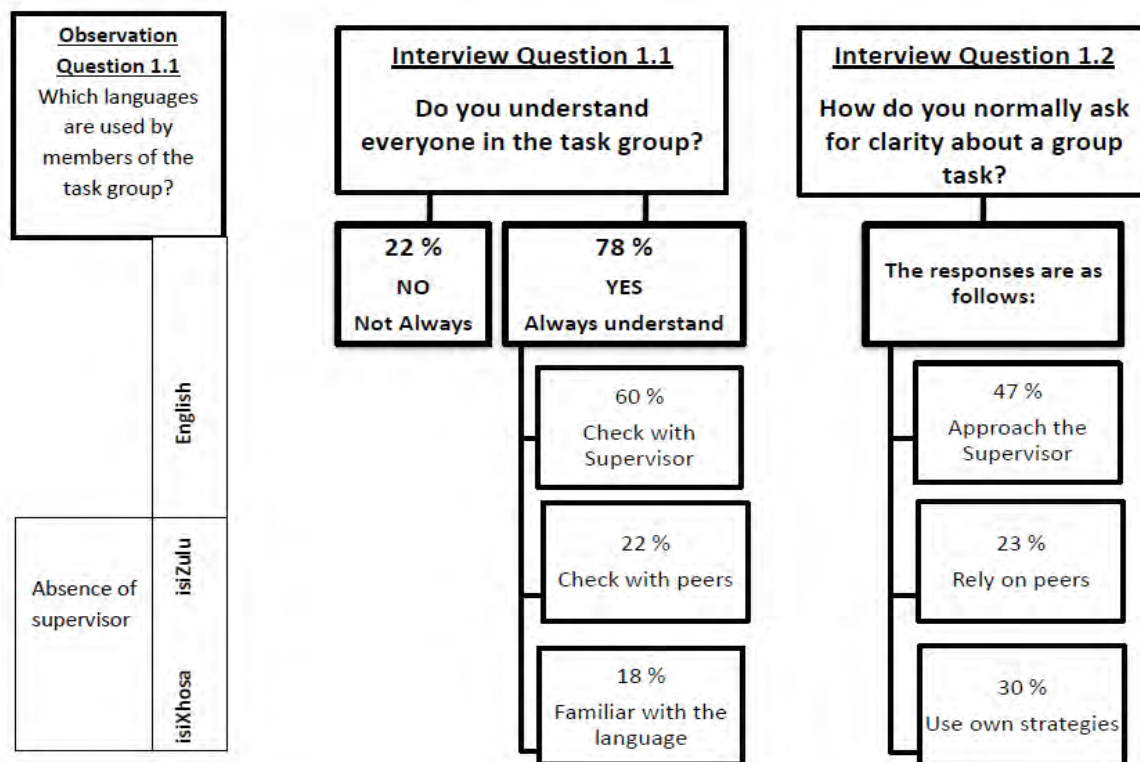 Observation
Question 1.1
Which languages
are used by
members of the
task group?
English
Absence of
supervisor
isiZulu
isiXhosa
Interview Question 1.1
Do you understand
everyone in the task group?
22 %
NO
Not Always
78 %
YES
Always understand
60 %
Check with
Supervisor
22 %
Check with peers
18 %
Familiar with the
language
Interview Question 1.2
How do you normally ask
for clarity about a group
task?
The responses are as
follows:
47 %
Approach the
Supervisor
23 %
Rely on peers
30 %
Use own strategies